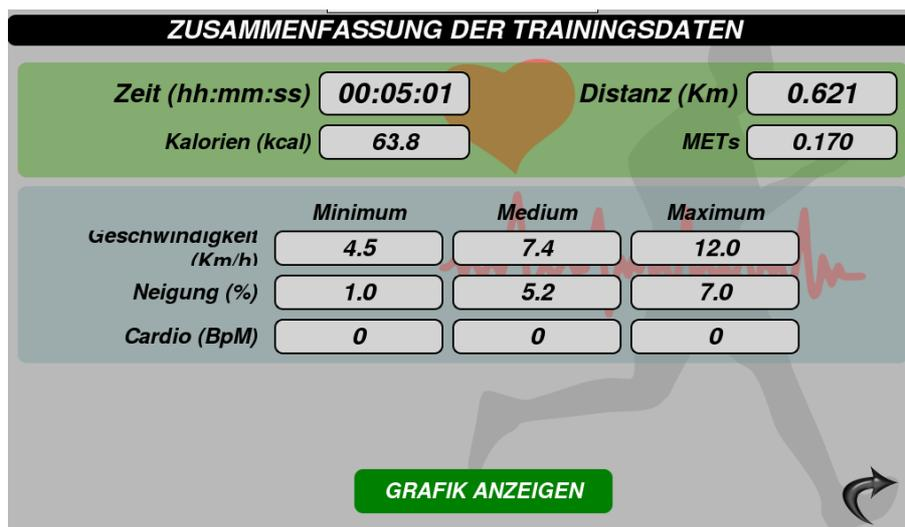 ZUSAMMENFASSUNG DER TRAININGSDATEN
Zeit (hh:mm:ss) 00:05:01 Distanz (Km) 0.621
Kalorien (kcal) 63.8 METs 0.170
Minimum Medium Maximum
Geschwindigkeit
(Km/h) 4.5 7.4 12.0
Neigung (%) 1.0 5.2 7.0
Cardio (BpM) 0 0 0
GRAFIK ANZEIGEN